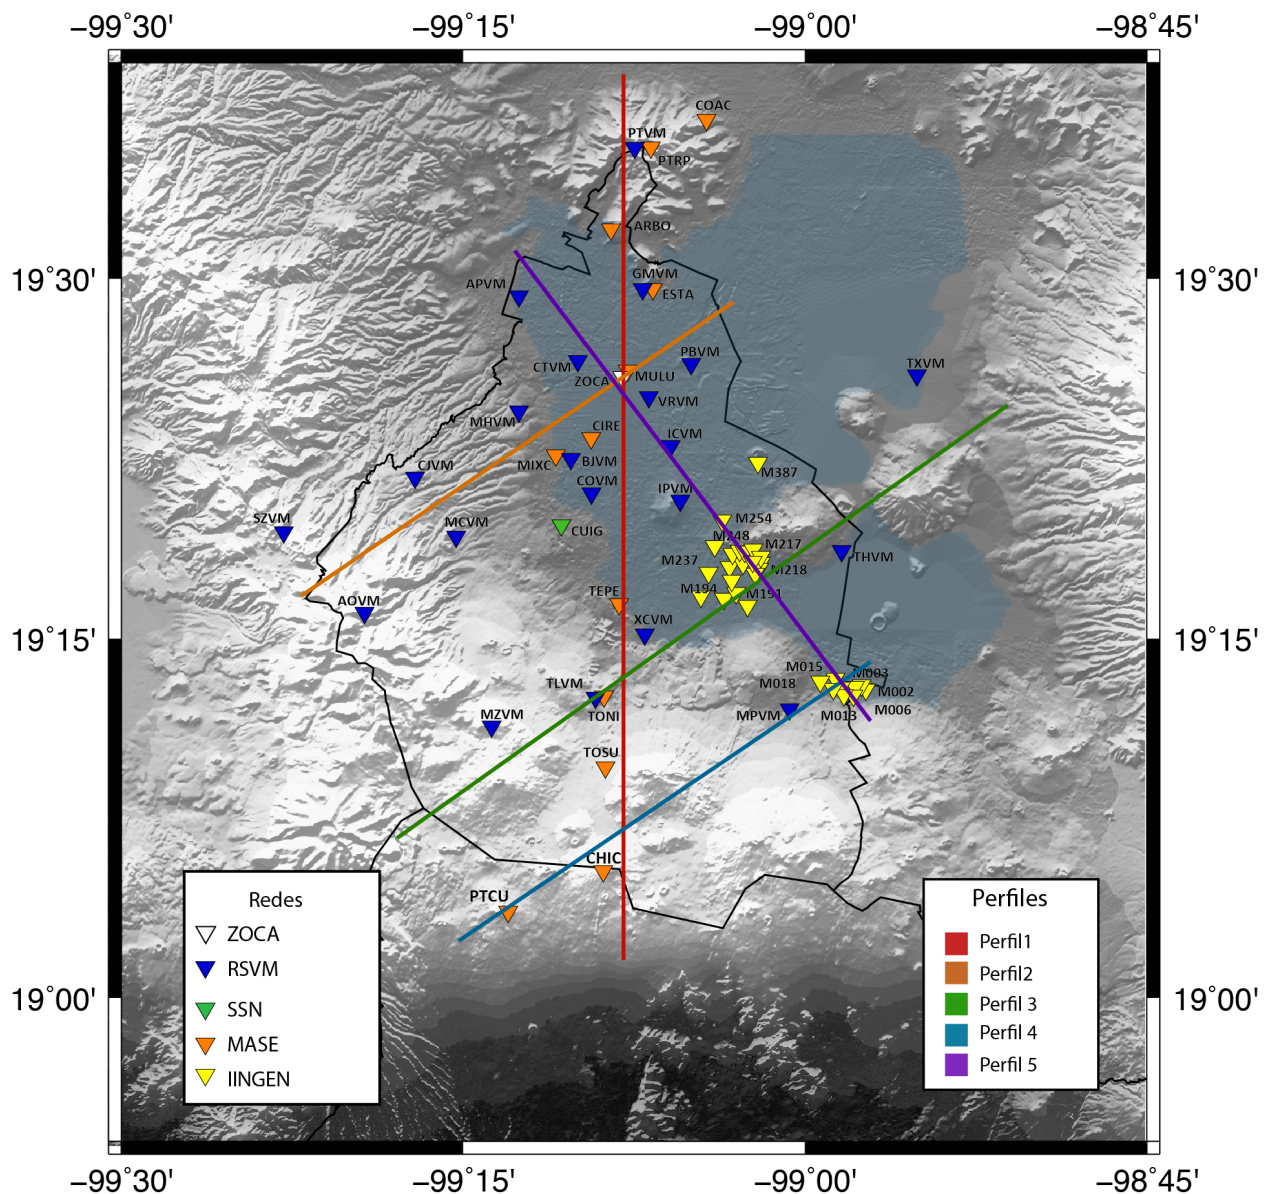 −99˚30' −99˚15' −99˚00' −98˚45'
COAC
PTVM
PTRP
ARBO
19˚30' 19˚30'
GMVM
APVM
ESTA
PBVM
TXVM
CTVM
MULU
ZOCA
VRVM
MHVM
CIRE
ICVM
MIXC BJVM
CJVM
M387
COVM
IPVM
SZVM
MCVM
M254
CUIG
M248
M217
THVM
M237
M218
M194
TEPE
M191
AOVM
XCVM
19˚15' 19˚15'
M015
M003
TLVM
M018
M002
MZVM
TONI
MPVM
M013
M006
TOSU
CHIC
PTCU
Redes
ZOCA
RSVM
SSN
MASE
IINGEN
Perfiles
Perfil1
Perfil2
Perfil 3
Perfil 4
Perfil 5
19˚00' 19˚00'
−99˚30' −99˚15' −99˚00' −98˚45'